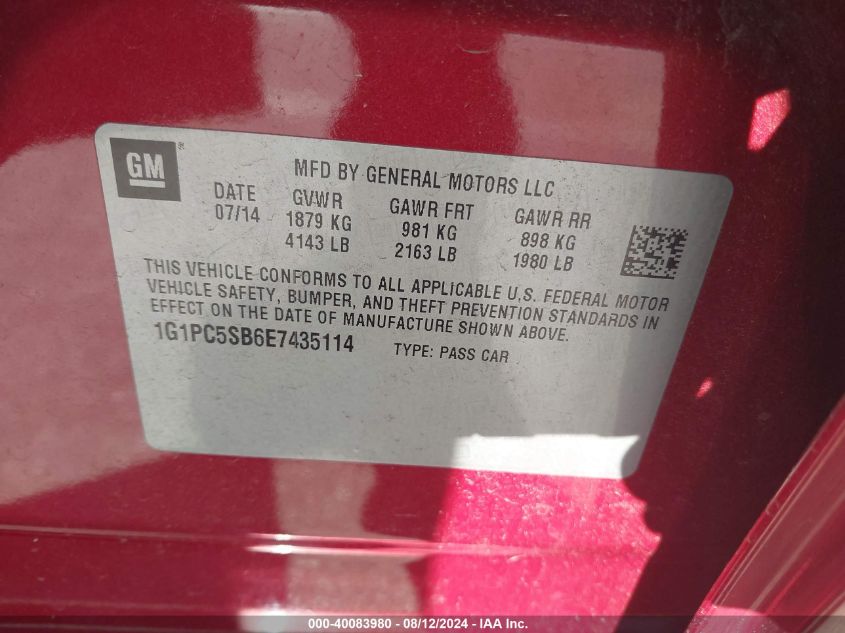 GM
MFD BY GENERAL MOTORS LLC
DATE GVWR GAWR FRT GAWR RR
07/14 1879 KG 981 KG 898 KG
4143 LB 2163 LB 1980 LB
THIS VEHICLE CONFORMS TO ALL APPLICABLE U.S. FEDERAL MOTOR
VEHICLE SAFETY, BUMPER, AND THEFT PREVENTION STANDARDS IN
EFFECT ON THE DATE OF MANUFACTURE SHOWN ABOVE.
1G1PC5SB6E7435114 TYPE: PASS CAR
000-40083980 - 08/12/2024 - IAA Inc.